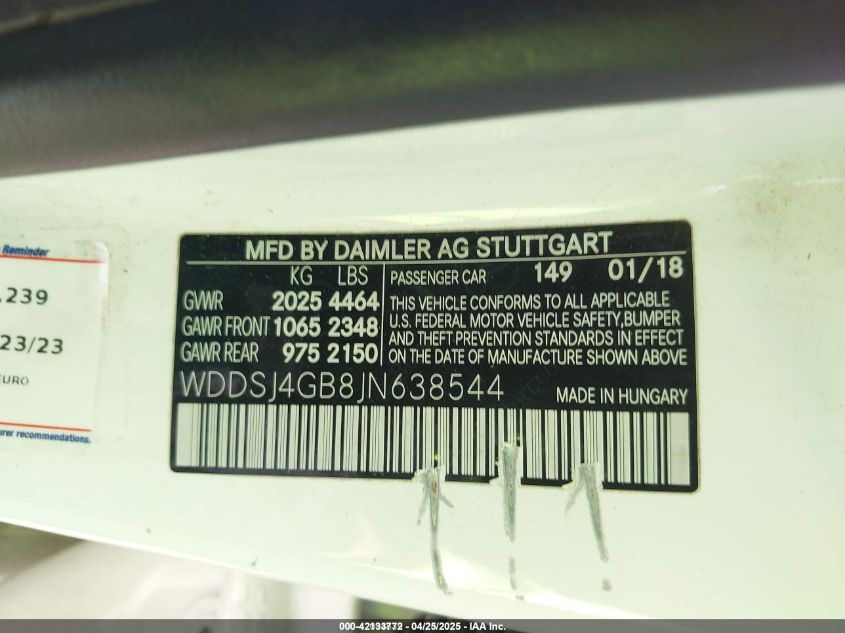 Reminder
,239
23/23
EURO
urer recommendations.
MFD BY DAIMLER AG STUTTGART
KG LBS
GVWR 2025 4464
GAWR FRONT 1065 2348
GAWR REAR 975 2150
PASSENGER CAR 149 01/18
THIS VEHICLE CONFORMS TO ALL APPLICABLE
U.S. FEDERAL MOTOR VEHICLE SAFETY, BUMPER
AND THEFT PREVENTION STANDARDS IN EFFECT
ON THE DATE OF MANUFACTURE SHOWN ABOVE
WDDSJ4GB8JN638544
MADE IN HUNGARY
000-42133772 - 04/25/2025 - IAA Inc.